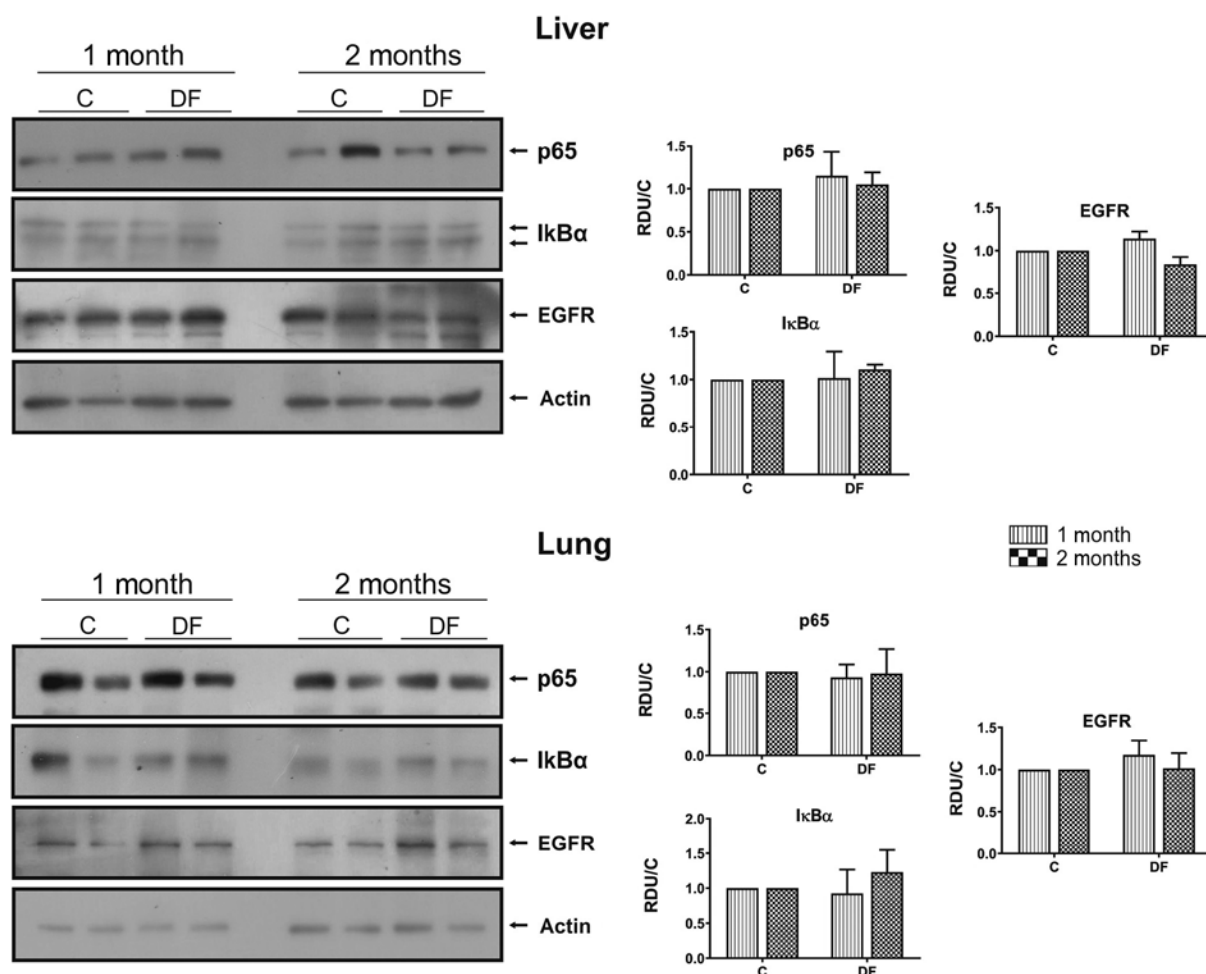 Liver
1 month 2 months
C DF C DF
p65
IkBα
EGFR
Actin
p65
RDU/C
1.5
1.0
0.5
0.0
C DF
IκBα
RDU/C
1.5
1.0
0.5
0.0
C DF
EGFR
RDU/C
1.5
1.0
0.5
0.0
C DF
1 month
2 months
Lung
1 month 2 months
C DF C DF
p65
IkBα
EGFR
Actin
p65
RDU/C
1.5
1.0
0.5
0.0
C DF
IκBα
RDU/C
2.0
1.5
1.0
0.5
0.0
C DF
EGFR
RDU/C
1.5
1.0
0.5
0.0
C DF